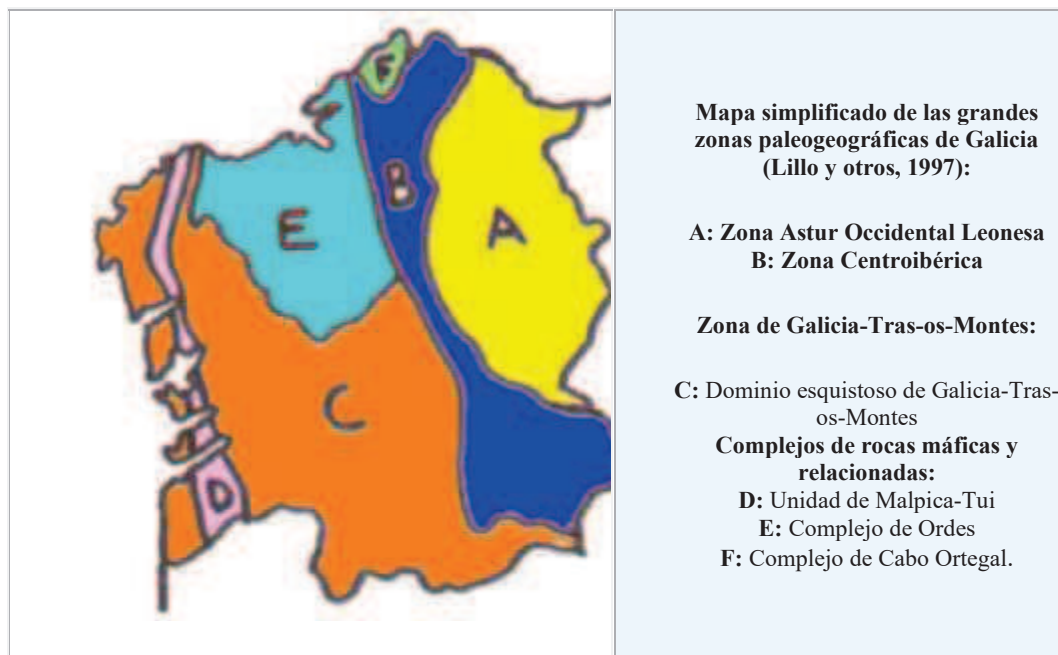 F
B
A
E
C
D
Mapa simplificado de las grandes
zonas paleogeográficas de Galicia
(Lillo y otros, 1997):
A: Zona Astur Occidental Leonesa
B: Zona Centroibérica
Zona de Galicia-Tras-os-Montes:
C: Dominio esquistoso de Galicia-Tras-
os-Montes
Complejos de rocas máficas y
relacionadas:
D: Unidad de Malpica-Tui
E: Complejo de Ordes
F: Complejo de Cabo Ortegal.